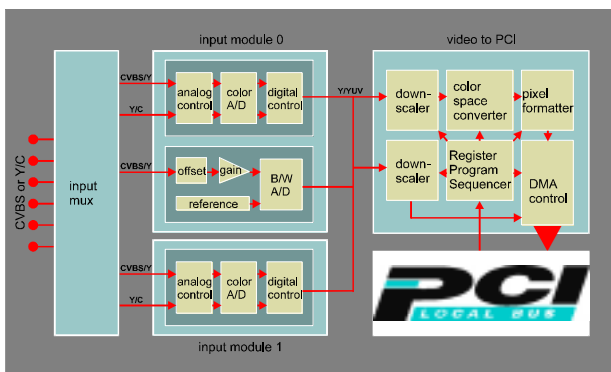 input module 0
video to PCI
CVBS or Y/C
input
mux
CVBS/Y
Y/C
analog
control
color
A/D
digital
control
Y/YUV
CVBS/Y
offset
gain
reference
B/W
A/D
CVBS/Y
Y/C
analog
control
color
A/D
digital
control
input module 1
down-
scaler
color
space
converter
pixel
formatter
down-
scaler
Register
Program
Sequencer
DMA
control
PCI
LOCAL BUS